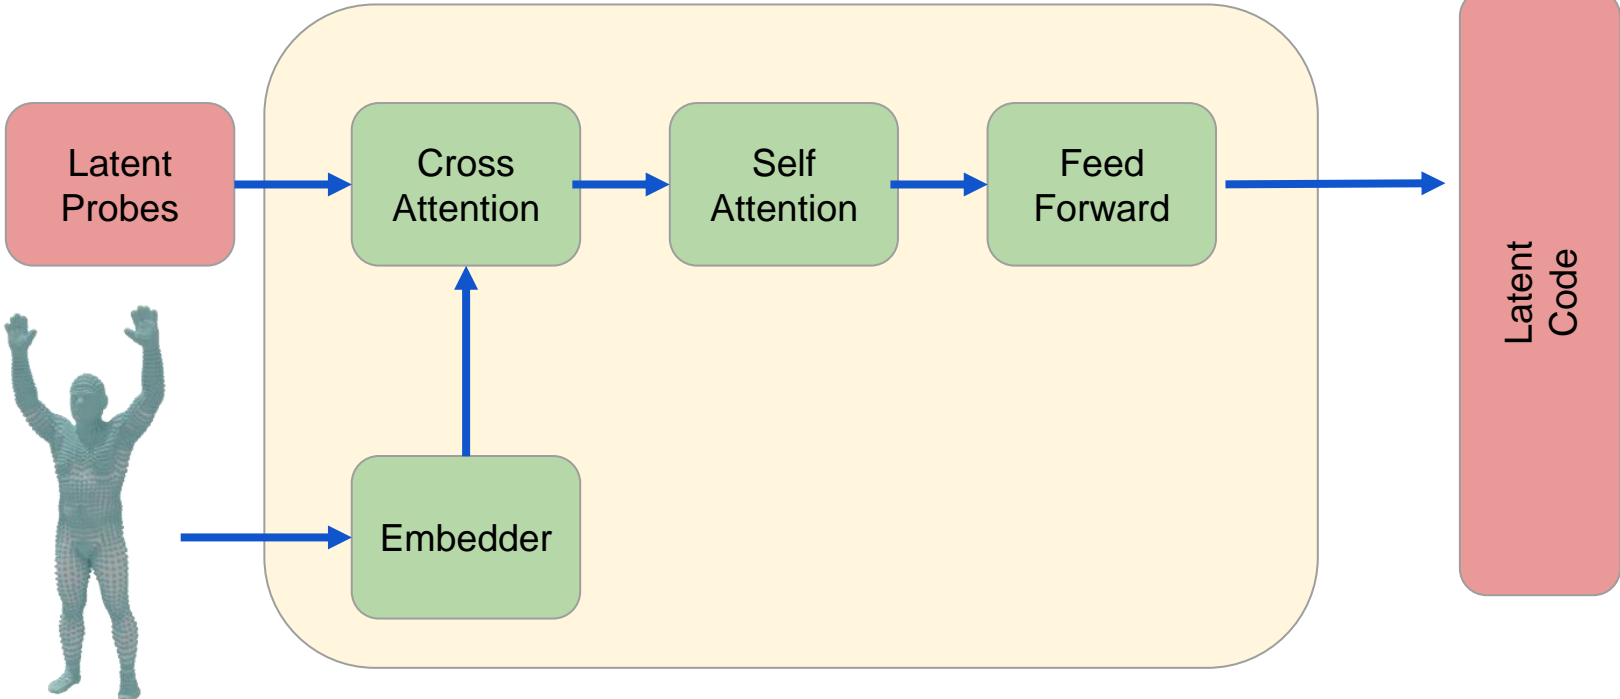 Latent
Probes
Cross
Attention
Self
Attention
Feed
Forward
Latent
Code
Embedder